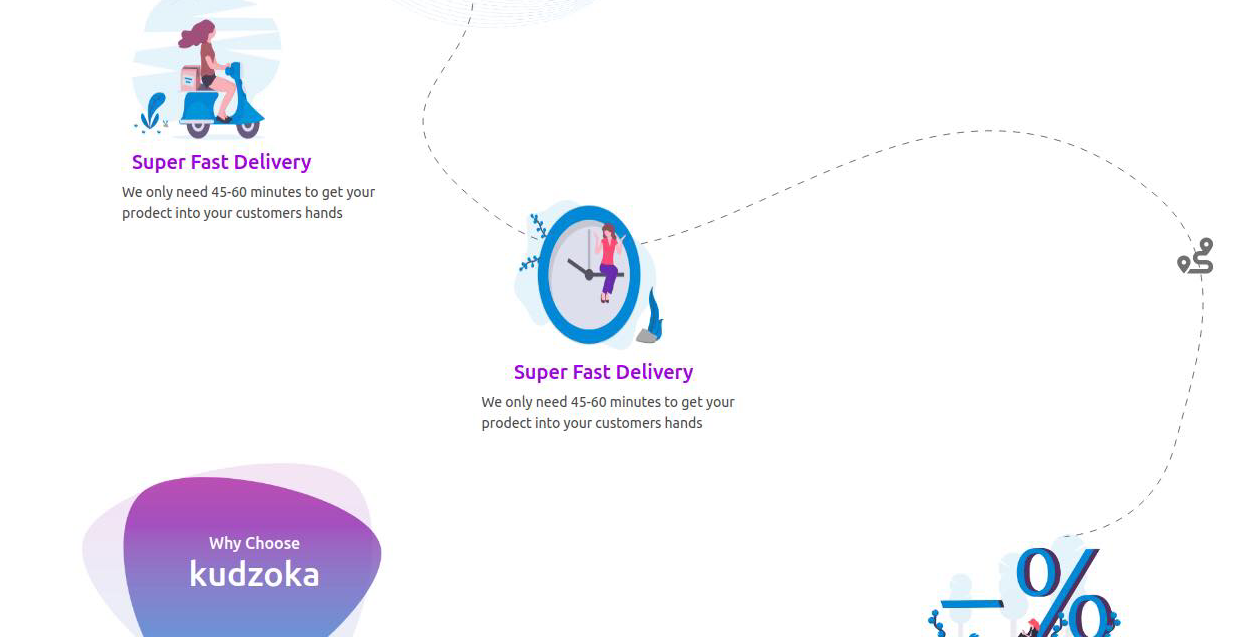 Super Fast Delivery
We only need 45-60 minutes to get your
prodect into your customers hands
Super Fast Delivery
We only need 45-60 minutes to get your
prodect into your customers hands
Why Choose
kudzoka
–%